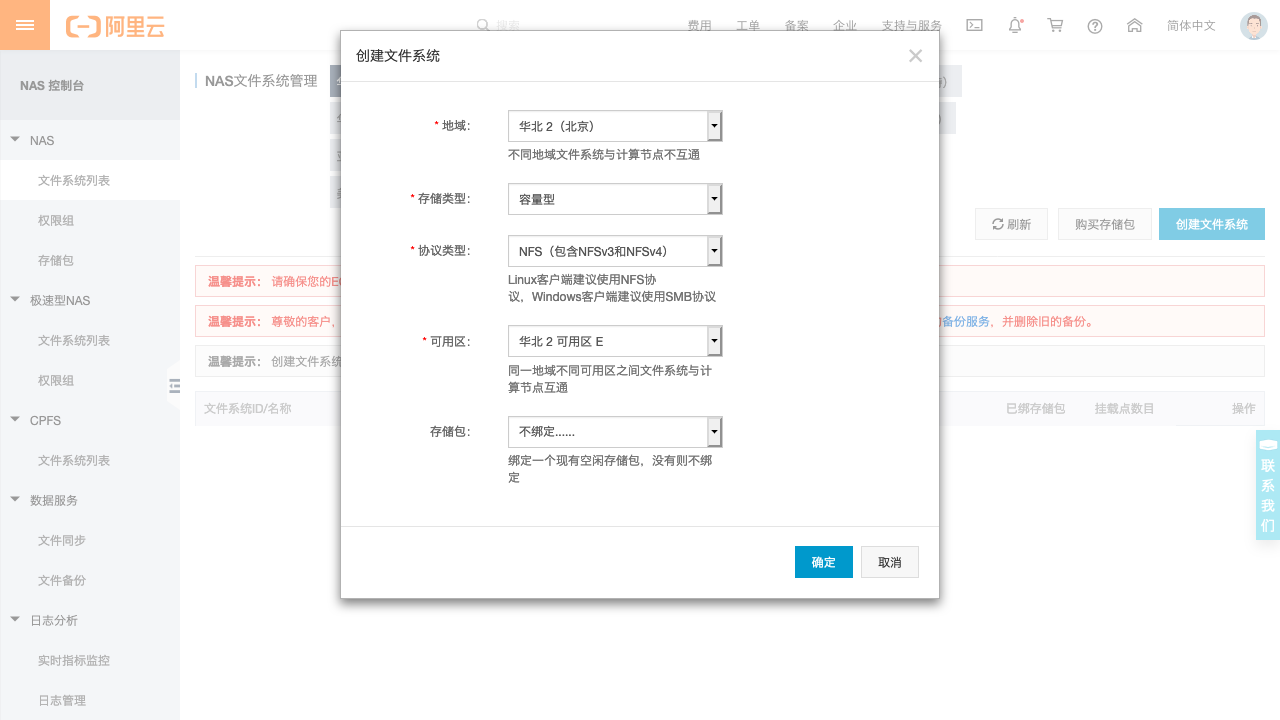 阿里云
搜索
费用
工单
备案
企业
支持与服务
简体中文
NAS 控制台
NAS
文件系统列表
权限组
存储包
极速型NAS
文件系统列表
权限组
CPFS
文件系统列表
数据服务
文件同步
文件备份
日志分析
实时指标监控
日志管理
NAS文件系统管理
刷新
购买存储包
创建文件系统
温馨提示：
温馨提示： 尊敬的客户，
备份服务，并删除旧的备份。
温馨提示： 创建文件系统
文件系统ID/名称
已绑存储包
挂载点数目
操作
创建文件系统
* 地域：
华北 2（北京）
不同地域文件系统与计算节点不互通
* 存储类型：
容量型
* 协议类型：
NFS（包含NFSv3和NFSv4）
Linux客户端建议使用NFS协
议，Windows客户端建议使用SMB协议
* 可用区：
华北 2 可用区 E
同一地域不同可用区之间文件系统与计
算节点互通
存储包：
不绑定......
绑定一个现有空闲存储包，没有则不绑
定
确定
取消
联系我们